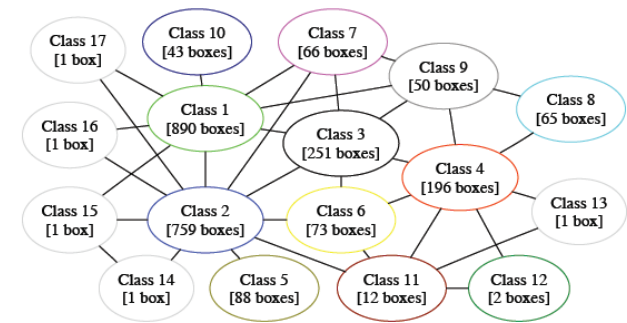 Class 17
[1 box]
Class 10
[43 boxes]
Class 7
[66 boxes]
Class 9
[50 boxes]
Class 8
[65 boxes]
Class 1
[890 boxes]
Class 16
[1 box]
Class 3
[251 boxes]
Class 4
[196 boxes]
Class 15
[1 box]
Class 2
[759 boxes]
Class 6
[73 boxes]
Class 13
[1 box]
Class 14
[1 box]
Class 5
[88 boxes]
Class 11
[12 boxes]
Class 12
[2 boxes]